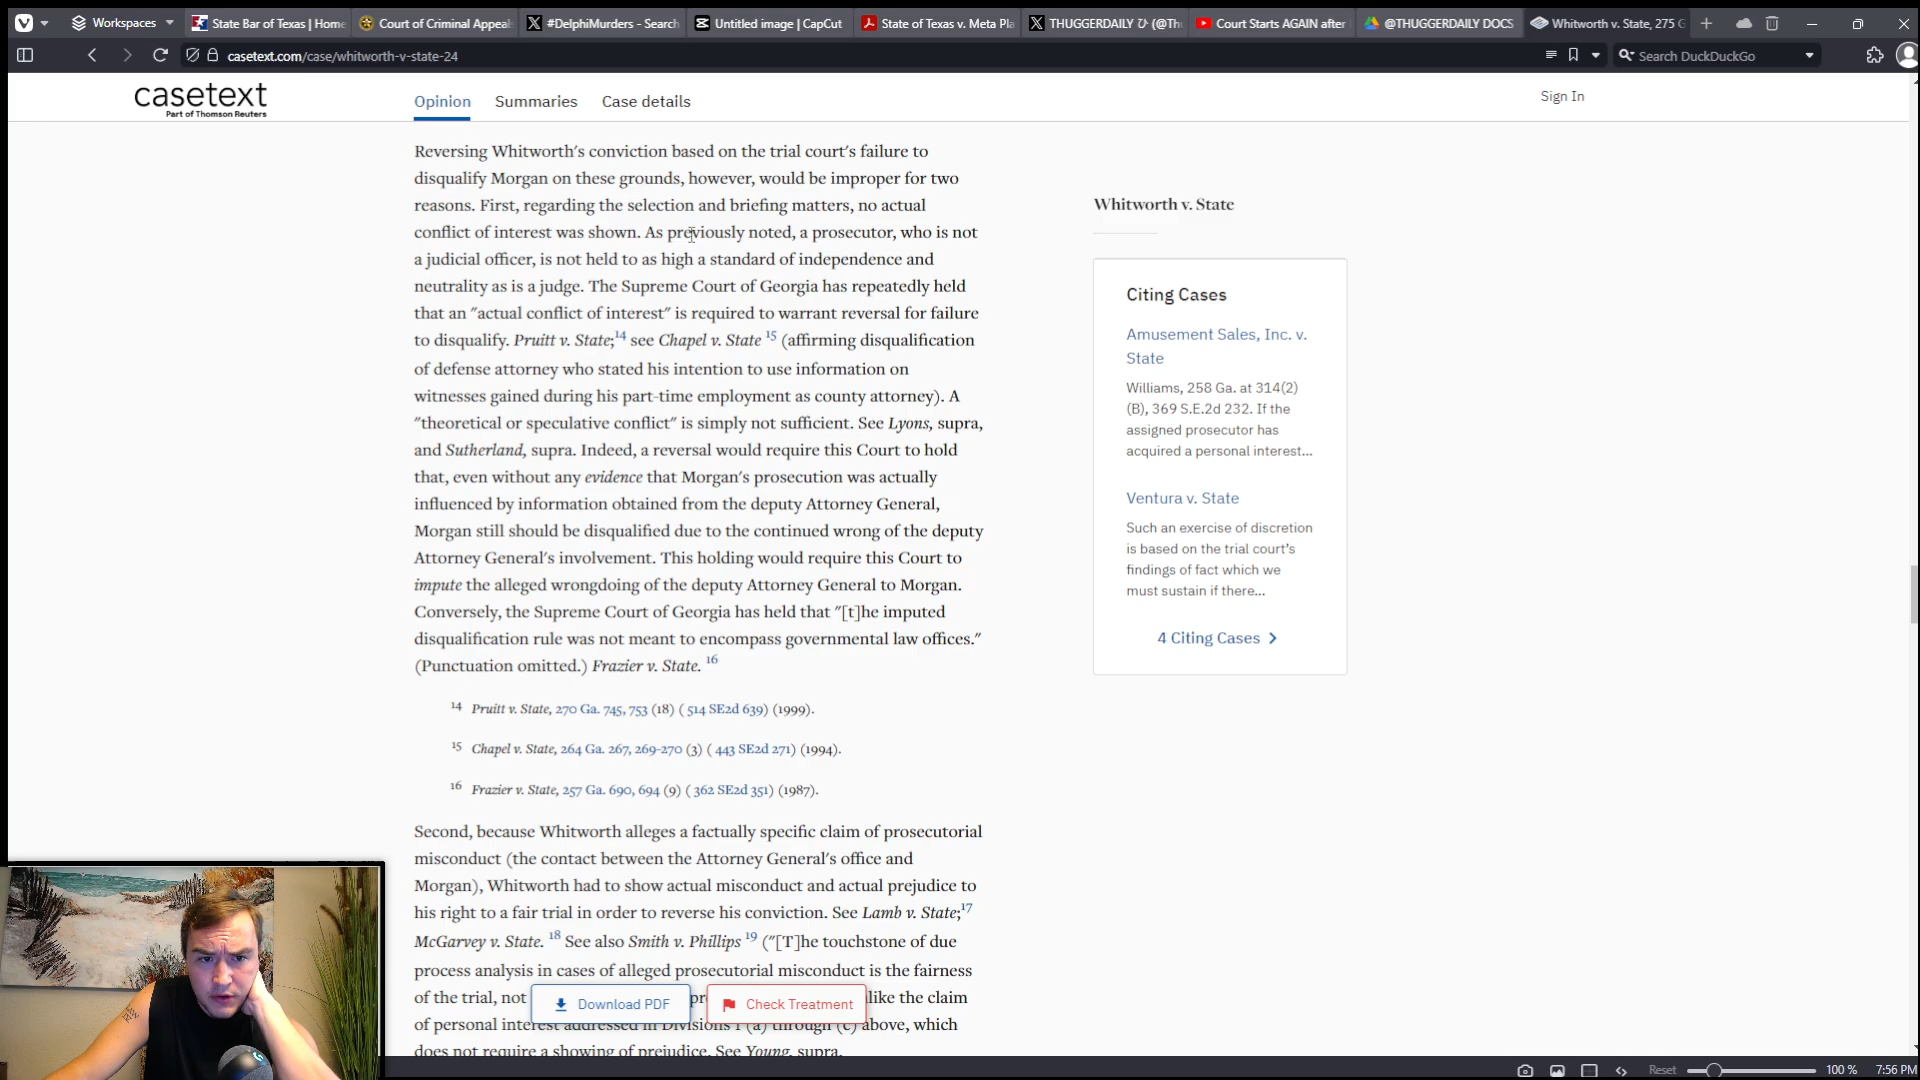 Workspaces
State Bar of Texas | Home
Court of Criminal Appeal
#DelphiMurders - Search
Untitled image | CapCut
State of Texas v. Meta Pla
THUGGERDAILY ひ (@Th
Court Starts AGAIN after
@THUGGERDAILY DOCS
Whitworth v. State, 275 G
casetext.com/case/whitworth-v-state-24
Search DuckDuckGo
casetext
Part of Thomson Reuters
Opinion
Summaries
Case details
Sign In
Reversing Whitworth's conviction based on the trial court's failure to
disqualify Morgan on these grounds, however, would be improper for two
reasons. First, regarding the selection and briefing matters, no actual
conflict of interest was shown. As previously noted, a prosecutor, who is not
a judicial officer, is not held to as high a standard of independence and
neutrality as is a judge. The Supreme Court of Georgia has repeatedly held
that an "actual conflict of interest" is required to warrant reversal for failure
to disqualify. Pruitt v. State;14 see Chapel v. State 15 (affirming disqualification
of defense attorney who stated his intention to use information on
witnesses gained during his part-time employment as county attorney). A
"theoretical or speculative conflict" is simply not sufficient. See Lyons, supra,
and Sutherland, supra. Indeed, a reversal would require this Court to hold
that, even without any evidence that Morgan's prosecution was actually
influenced by information obtained from the deputy Attorney General,
Morgan still should be disqualified due to the continued wrong of the deputy
Attorney General's involvement. This holding would require this Court to
impute the alleged wrongdoing of the deputy Attorney General to Morgan.
Conversely, the Supreme Court of Georgia has held that "[t]he imputed
disqualification rule was not meant to encompass governmental law offices."
(Punctuation omitted.) Frazier v. State. 16
14 Pruitt v. State, 270 Ga. 745, 753 (18) ( 514 SE2d 639) (1999).
15 Chapel v. State, 264 Ga. 267, 269-270 (3) ( 443 SE2d 271) (1994).
16 Frazier v. State, 257 Ga. 690, 694 (9) ( 362 SE2d 351) (1987).
Second, because Whitworth alleges a factually specific claim of prosecutorial
misconduct (the contact between the Attorney General's office and
Morgan), Whitworth had to show actual misconduct and actual prejudice to
his right to a fair trial in order to reverse his conviction. See Lamb v. State;17
McGarvey v. State. 18 See also Smith v. Phillips 19 ("[T]he touchstone of due
process analysis in cases of alleged prosecutorial misconduct is the fairness
of the trial, not
like the claim
of personal interest addressed in Divisions 1 (a) through (c) above, which
does not require a showing of prejudice. See Young, supra.
Download PDF
Check Treatment
Whitworth v. State
Citing Cases
Amusement Sales, Inc. v.
State
Williams, 258 Ga. at 314(2)
(B), 369 S.E.2d 232. If the
assigned prosecutor has
acquired a personal interest...
Ventura v. State
Such an exercise of discretion
is based on the trial court's
findings of fact which we
must sustain if there...
4 Citing Cases
Reset
100 %
7:56 PM